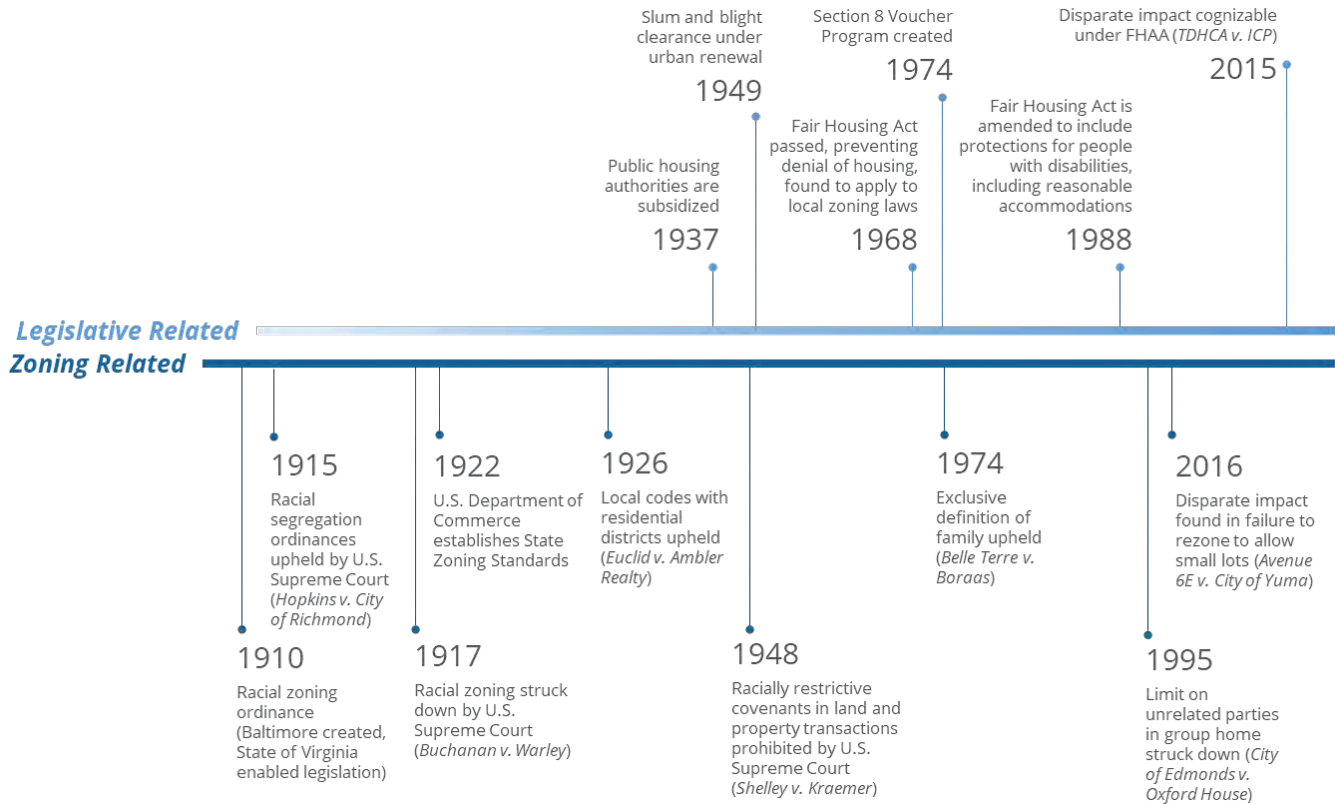 Slum and blight
clearance under
urban renewal
1949
Section 8 Voucher
Program created
1974
Disparate impact cognizable
under FHAA (TDHCA v. ICP)
2015
Public housing
authorities are
subsidized
1937
Fair Housing Act
passed, preventing
denial of housing,
found to apply to
local zoning laws
1968
Fair Housing Act is
amended to include
protections for people
with disabilities,
including reasonable
accommodations
1988
Legislative Related
Zoning Related
1915
Racial
segregation
ordinances
upheld by U.S.
Supreme Court
(Hopkins v. City
of Richmond)
1922
U.S. Department of
Commerce
establishes State
Zoning Standards
1926
Local codes with
residential
districts upheld
(Euclid v. Ambler
Realty)
1974
Exclusive
definition of
family upheld
(Belle Terre v.
Boraas)
2016
Disparate impact
found in failure to
rezone to allow
small lots (Avenue
6E v. City of Yuma)
1910
Racial zoning
ordinance
(Baltimore created,
State of Virginia
enabled legislation)
1917
Racial zoning struck
down by U.S.
Supreme Court
(Buchanan v. Warley)
1948
Racially restrictive
covenants in land and
property transactions
prohibited by U.S.
Supreme Court
(Shelley v. Kraemer)
1995
Limit on
unrelated parties
in group home
struck down (City
of Edmonds v.
Oxford House)